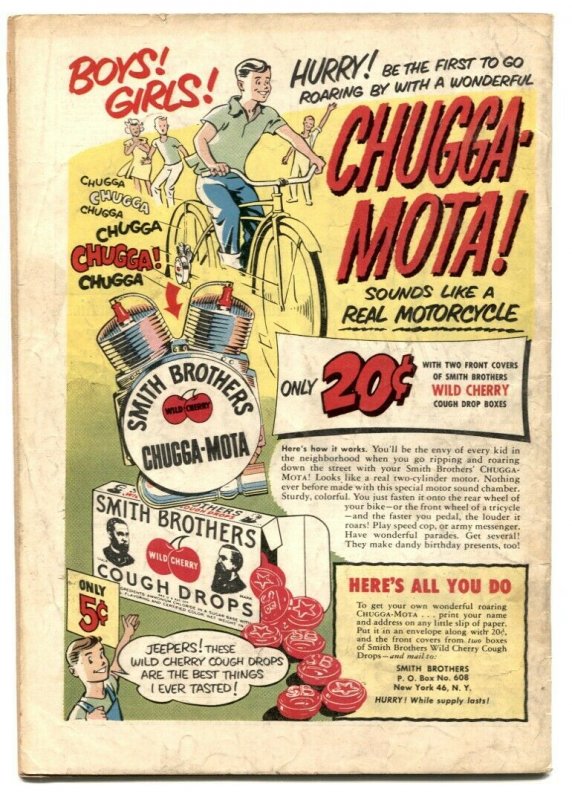 BOYS!
GIRLS!
HURRY! BE THE FIRST TO GO
ROARING BY WITH A WONDERFUL
CHUGGA-
MOTA!
SOUNDS LIKE A
REAL MOTORCYCLE
CHUGGA
CHUGGA
CHUGGA
CHUGGA
CHUGGA!
CHUGGA
SMITH BROTHERS
WILD CHERRY
CHUGGA-MOTA
ONLY 20¢
WITH TWO FRONT COVERS
OF SMITH BROTHERS
WILD CHERRY
COUGH DROP BOXES
Here's how it works. You'll be the envy of every kid in
the neighborhood when you go ripping and roaring
down the street with your Smith Brothers' CHUGGA-
MOTA! Looks like a real two-cylinder motor. Nothing
ever before made with this special motor sound chamber.
Sturdy, colorful. You just fasten it onto the rear wheel of
your bike—or the front wheel of a tricycle
—and the faster you pedal, the louder it
roars! Play speed cop, or army messenger.
Have wonderful parades. Get several!
They make dandy birthday presents, too!
SMITH BROTHERS
WILD CHERRY
TRADE
MARK
COUGH DROPS
ONLY
5¢
JEEPERS! THESE
WILD CHERRY COUGH DROPS
ARE THE BEST THINGS
I EVER TASTED!
SB
SB
HERE'S ALL YOU DO
To get your own wonderful roaring
CHUGGA-MOTA . . . print your name
and address on any little slip of paper.
Put it in an envelope along with 20¢,
and the front covers from two boxes
of Smith Brothers Wild Cherry Cough
Drops—and mail to:
SMITH BROTHERS
P. O. Box No. 608
New York 46, N. Y.
HURRY! While supply lasts!